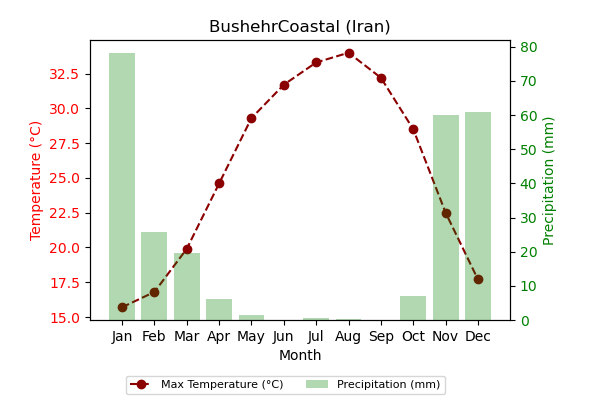 BushehrCoastal (Iran)
Temperature (°C)
32.5
30.0
27.5
25.0
22.5
20.0
17.5
15.0
80
70
60
50
40
30
20
10
0
Precipitation (mm)
Jan Feb Mar Apr May Jun Jul Aug Sep Oct Nov Dec
Month
Max Temperature (°C) Precipitation (mm)